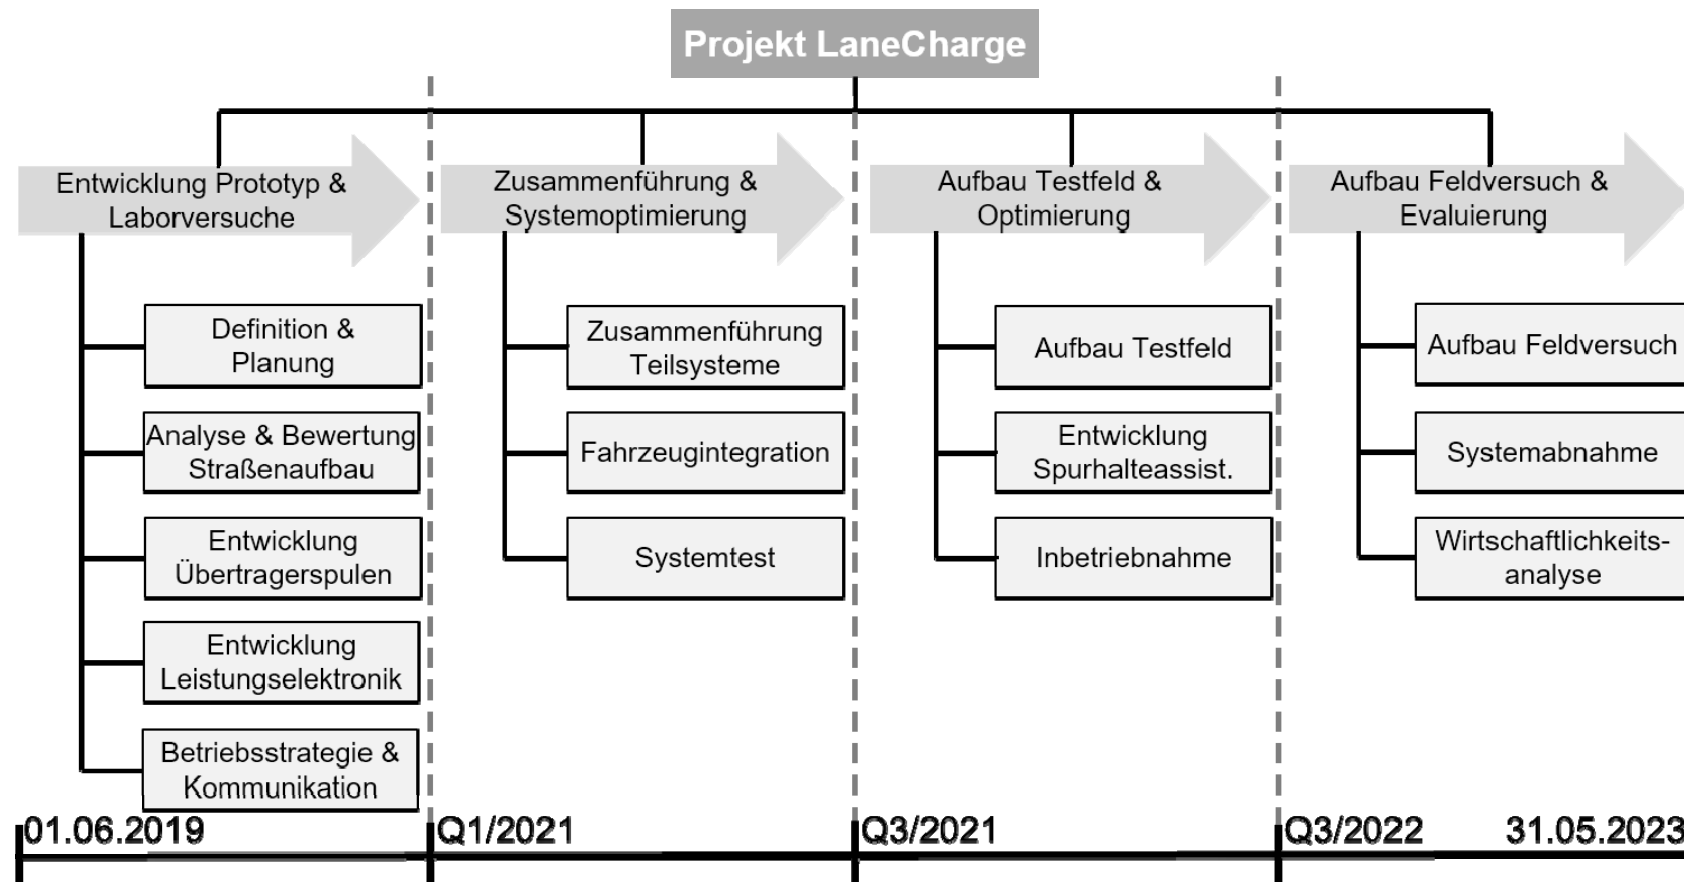 Projekt LaneCharge
Entwicklung Prototyp &
Laborversuche
Definition &
Planung
Analyse & Bewertung
Straßenaufbau
Entwicklung
Übertragerspulen
Entwicklung
Leistungselektronik
Betriebsstrategie &
Kommunikation
Zusammenführung &
Systemoptimierung
Zusammenführung
Teilsysteme
Fahrzeugintegration
Systemtest
Aufbau Testfeld &
Optimierung
Aufbau Testfeld
Entwicklung
Spurhalteassist.
Inbetriebnahme
Aufbau Feldversuch &
Evaluierung
Aufbau Feldversuch
Systemabnahme
Wirtschaftlichkeits-
analyse
01.06.2019
Q1/2021
Q3/2021
Q3/2022
31.05.2023